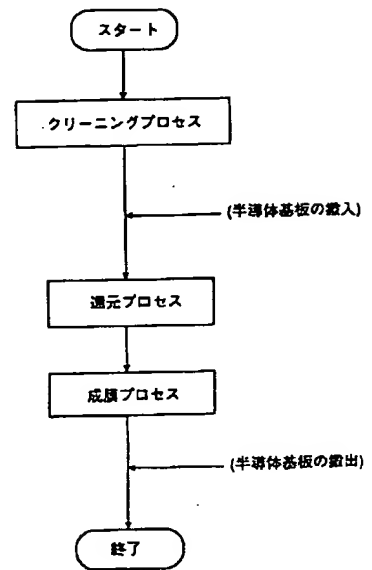 スタート
クリーニングプロセス
(半導体基板の搬入)
還元プロセス
成膜プロセス
(半導体基板の搬出)
終了